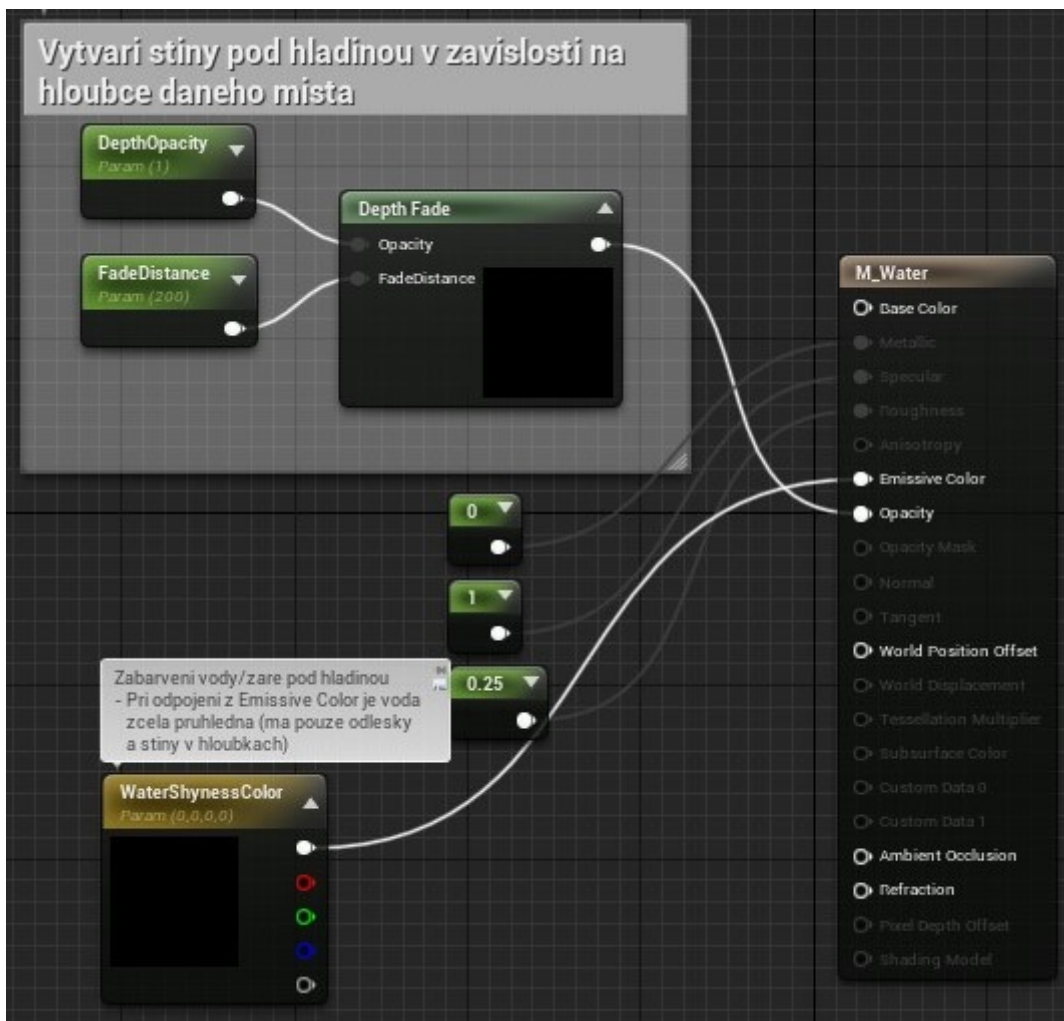 Vytvari stiny pod hladinou v zavislosti na
hloubce daneho mista
DepthOpacity
Param (1)
FadeDistance
Param (200)
Depth Fade
Opacity
FadeDistance
M_Water
Base Color
Metallic
Specular
Roughness
Anisotropy
Emissive Color
Opacity
Opacity Mask
Normal
Tangent
World Position Offset
World Displacement
Tessellation Multiplier
Subsurface Color
Custom Data 0
Custom Data 1
Ambient Occlusion
Refraction
Pixel Depth Offset
Shading Model
0
1
0.25
Zabarveni vody/zare pod hladinou
- Pri odpojeni z Emissive Color je voda
zcela pruhledna (ma pouze odlesky
a stiny v hloubkach)
WaterShynessColor
Param (0,0,0,0)